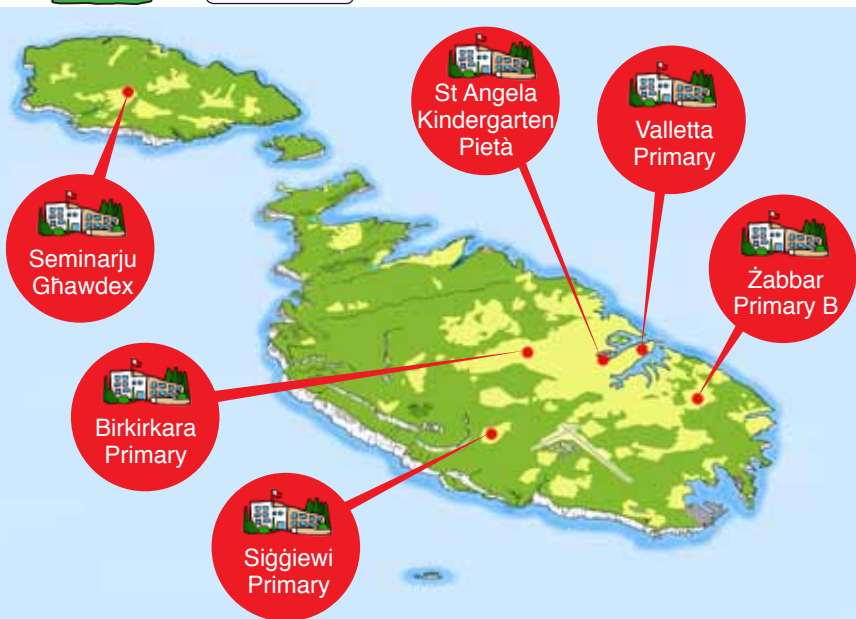 St Angela
Kindergarten
Pietà
Valletta
Primary
Seminarju
Għawdex
Żabbar
Primary B
Birkirkara
Primary
Siġġiewi
Primary